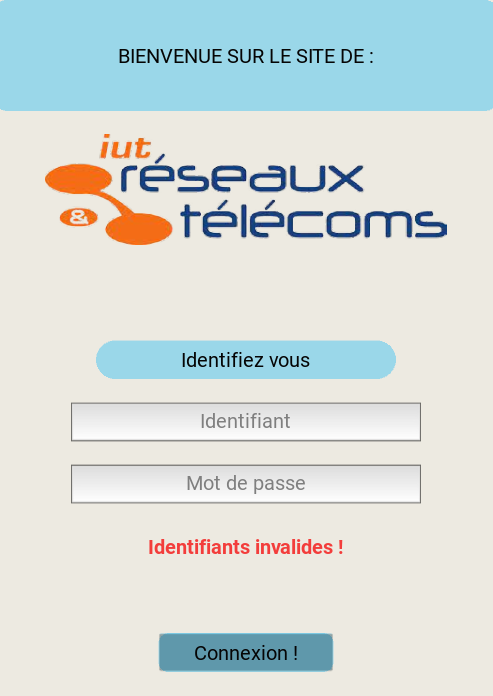 BIENVENUE SUR LE SITE DE :
iut
réseaux
&
télécoms
Identifiez vous
Identifiant
Mot de passe
Identifiants invalides !
Connexion !